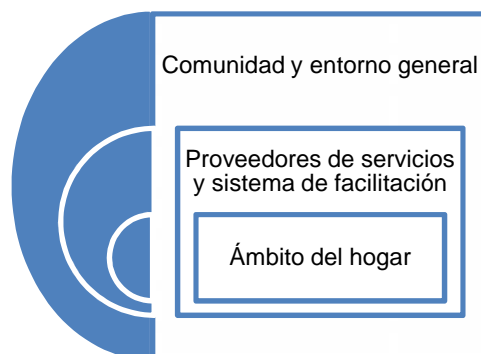 Comunidad y entorno general
Proveedores de servicios
y sistema de facilitación
Ámbito del hogar